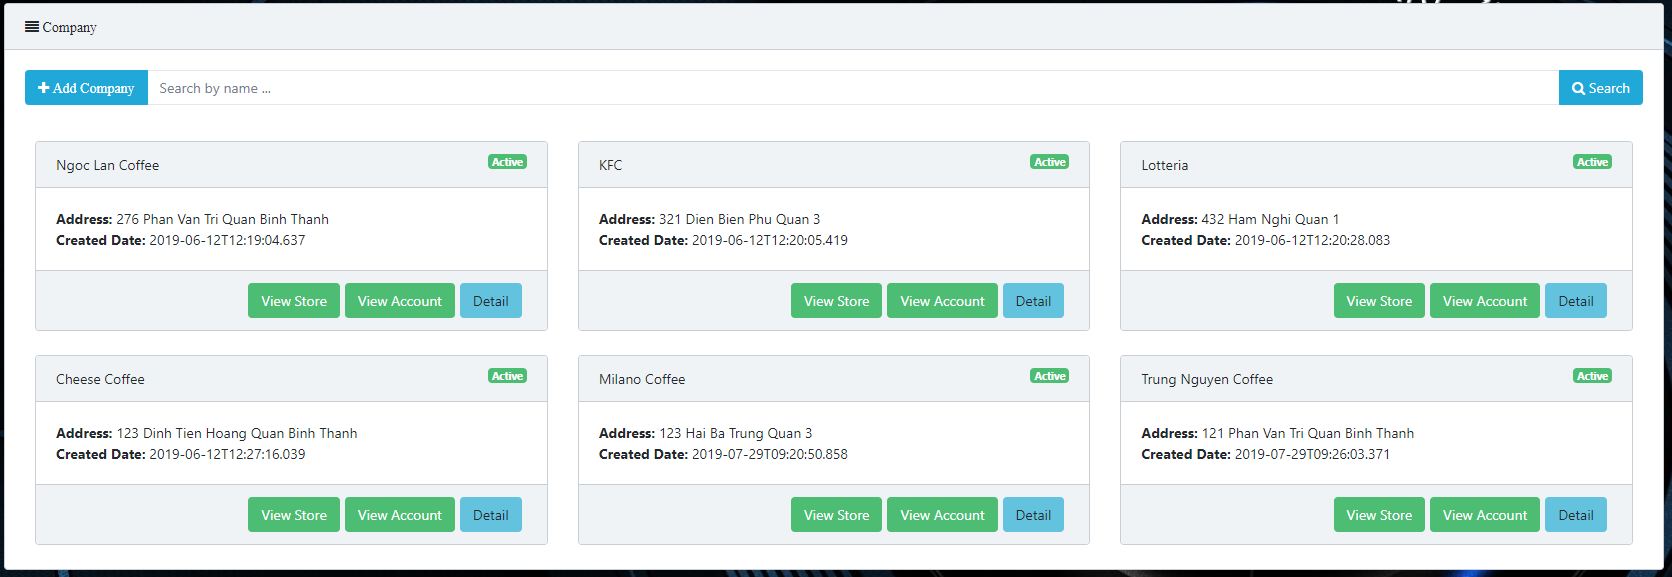 Company
Add Company Search by name ... Search
Ngoc Lan Coffee Active
Address: 276 Phan Van Tri Quan Binh Thanh
Created Date: 2019-06-12T12:19:04.637
View Store View Account Detail
KFC Active
Address: 321 Dien Bien Phu Quan 3
Created Date: 2019-06-12T12:20:05.419
View Store View Account Detail
Lotteria Active
Address: 432 Ham Nghi Quan 1
Created Date: 2019-06-12T12:20:28.083
View Store View Account Detail
Cheese Coffee Active
Address: 123 Dinh Tien Hoang Quan Binh Thanh
Created Date: 2019-06-12T12:27:16.039
View Store View Account Detail
Milano Coffee Active
Address: 123 Hai Ba Trung Quan 3
Created Date: 2019-07-29T09:20:50.858
View Store View Account Detail
Trung Nguyen Coffee Active
Address: 121 Phan Van Tri Quan Binh Thanh
Created Date: 2019-07-29T09:26:03.371
View Store View Account Detail